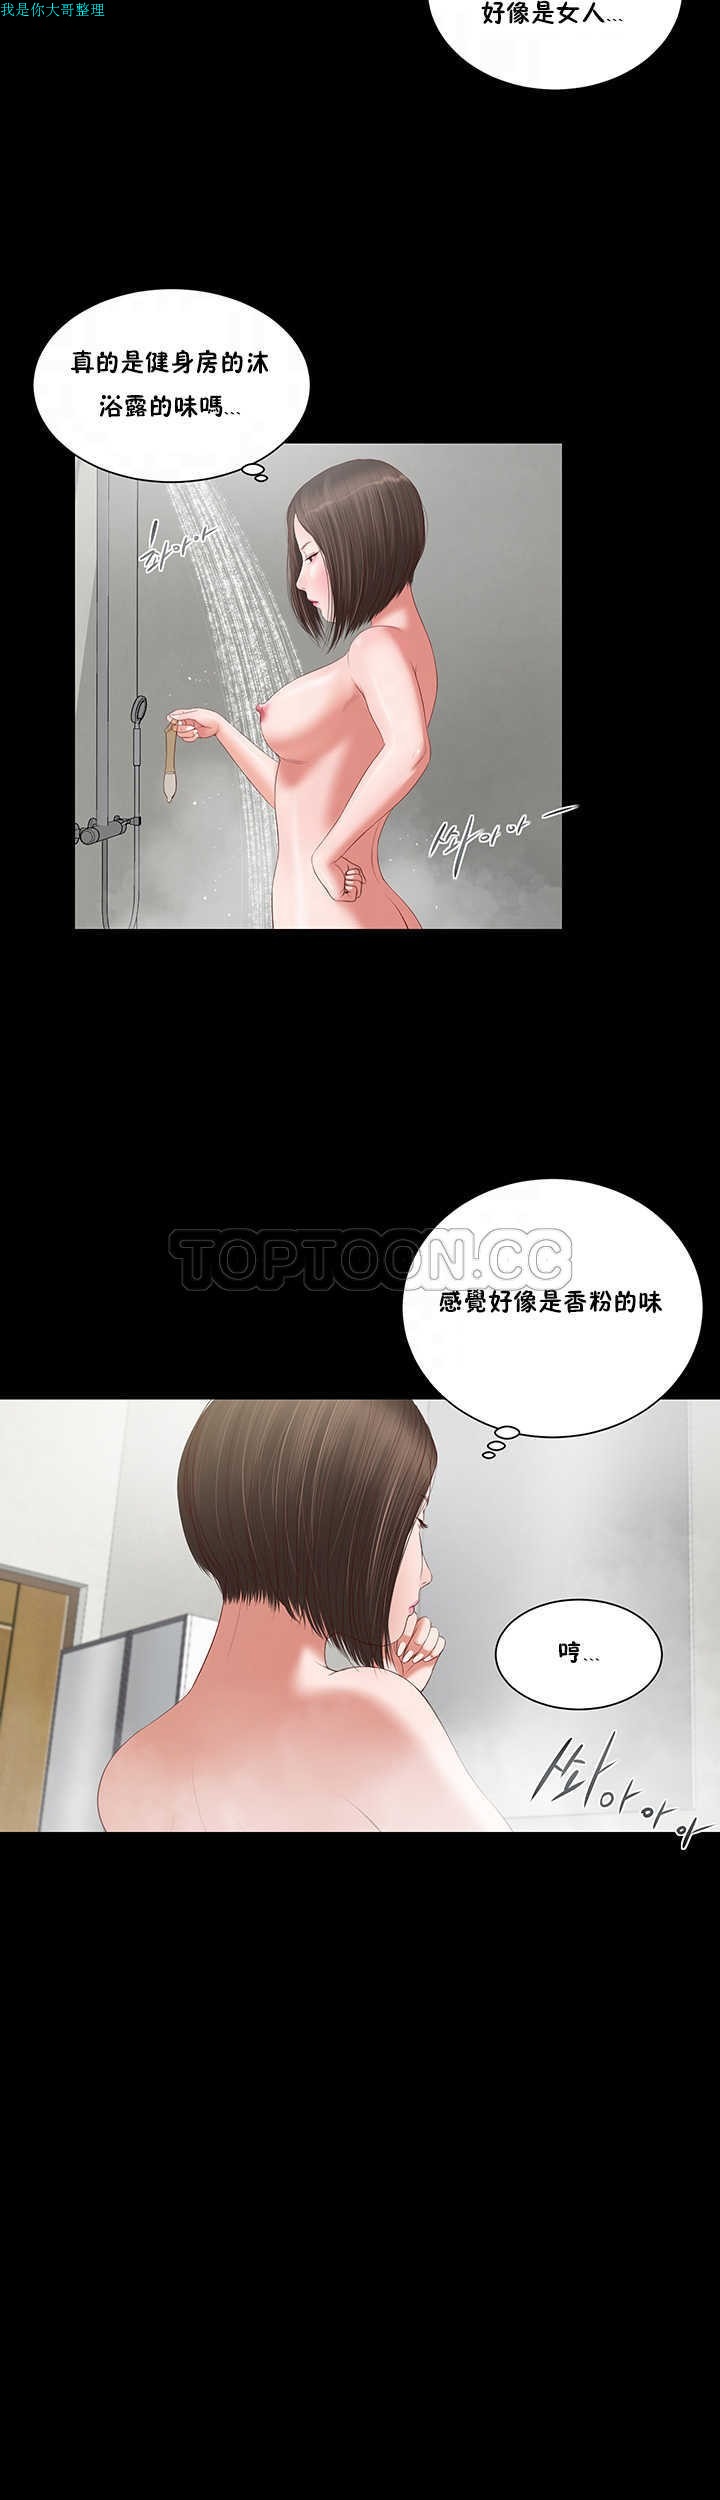 我是你大哥整理
好像是女人...
真的是健身房的沐
浴露的味嗎...
솨아아
쏴아아아
TOPTOON.CC
感覺好像是香粉的味
哼...
쏴아아아